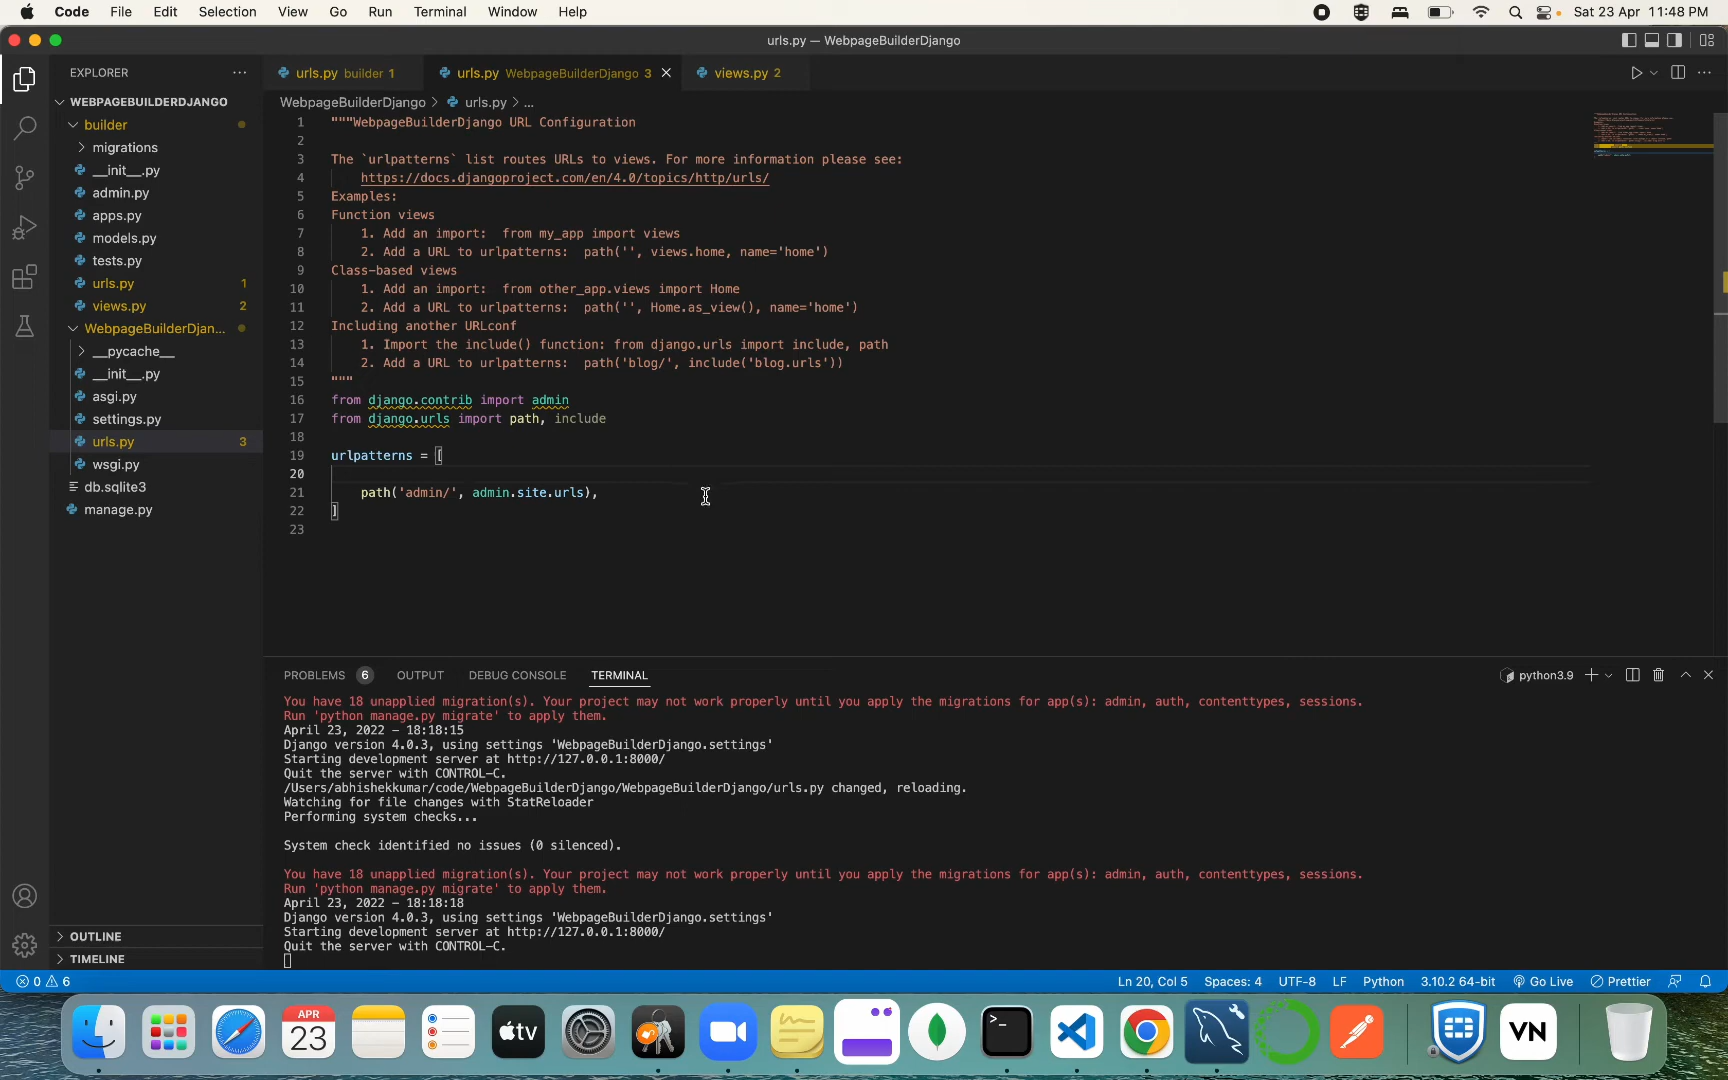 Code File Edit Selection View Go Run Terminal Window Help Sat 23 Apr 11:48 PM
urls.py — WebpageBuilderDjango
EXPLORER ...
urls.py builder 1 urls.py WebpageBuilderDjango 3 views.py 2
WEBPAGEBUILDERDJANGO
builder
migrations
__init__.py
admin.py
apps.py
models.py
tests.py
urls.py 1
views.py 2
WebpageBuilderDjan...
__pycache__
__init__.py
asgi.py
settings.py
urls.py 3
wsgi.py
db.sqlite3
manage.py
OUTLINE
TIMELINE
WebpageBuilderDjango > urls.py > ...
1 """WebpageBuilderDjango URL Configuration
2
3 The `urlpatterns` list routes URLs to views. For more information please see:
4 https://docs.djangoproject.com/en/4.0/topics/http/urls/
5 Examples:
6 Function views
7 1. Add an import:  from my_app import views
8 2. Add a URL to urlpatterns:  path('', views.home, name='home')
9 Class-based views
10 1. Add an import:  from other_app.views import Home
11 2. Add a URL to urlpatterns:  path('', Home.as_view(), name='home')
12 Including another URLconf
13 1. Import the include() function: from django.urls import include, path
14 2. Add a URL to urlpatterns:  path('blog/', include('blog.urls'))
15 """
16 from django.contrib import admin
17 from django.urls import path, include
18
19 urlpatterns = [
20
21 path('admin/', admin.site.urls),
22 ]
23
PROBLEMS 6 OUTPUT DEBUG CONSOLE TERMINAL python3.9
You have 18 unapplied migration(s). Your project may not work properly until you apply the migrations for app(s): admin, auth, contenttypes, sessions.
Run 'python manage.py migrate' to apply them.
April 23, 2022 - 18:18:15
Django version 4.0.3, using settings 'WebpageBuilderDjango.settings'
Starting development server at http://127.0.0.1:8000/
Quit the server with CONTROL-C.
/Users/abhishekkumar/code/WebpageBuilderDjango/WebpageBuilderDjango/urls.py changed, reloading.
Watching for file changes with StatReloader
Performing system checks...
System check identified no issues (0 silenced).
You have 18 unapplied migration(s). Your project may not work properly until you apply the migrations for app(s): admin, auth, contenttypes, sessions.
Run 'python manage.py migrate' to apply them.
April 23, 2022 - 18:18:18
Django version 4.0.3, using settings 'WebpageBuilderDjango.settings'
Starting development server at http://127.0.0.1:8000/
Quit the server with CONTROL-C.
0 6 Ln 20, Col 5 Spaces: 4 UTF-8 LF Python 3.10.2 64-bit Go Live Prettier
APR
23
tv
>_
VN